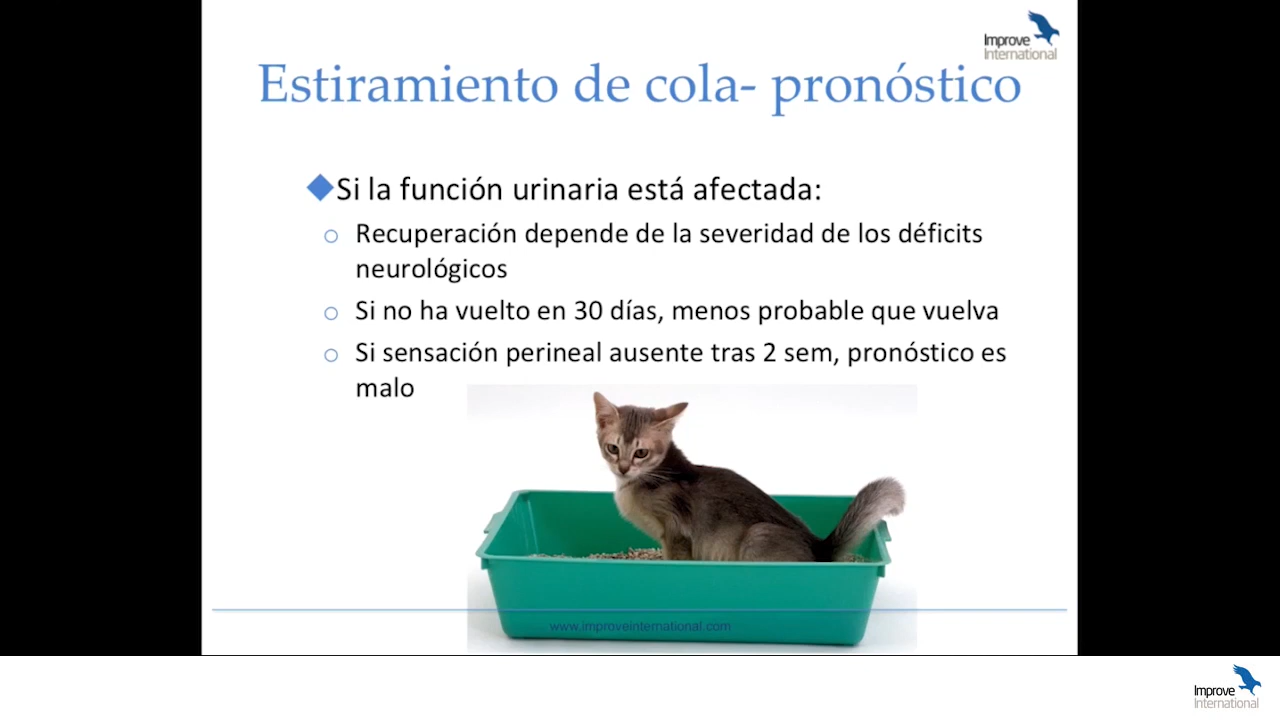 Improve
International
Estiramiento de cola- pronóstico
Si la función urinaria está afectada:
Recuperación depende de la severidad de los déficits
neurológicos
Si no ha vuelto en 30 días, menos probable que vuelva
Si sensación perineal ausente tras 2 sem, pronóstico es
malo
www.improveinternational.com
Improve
International